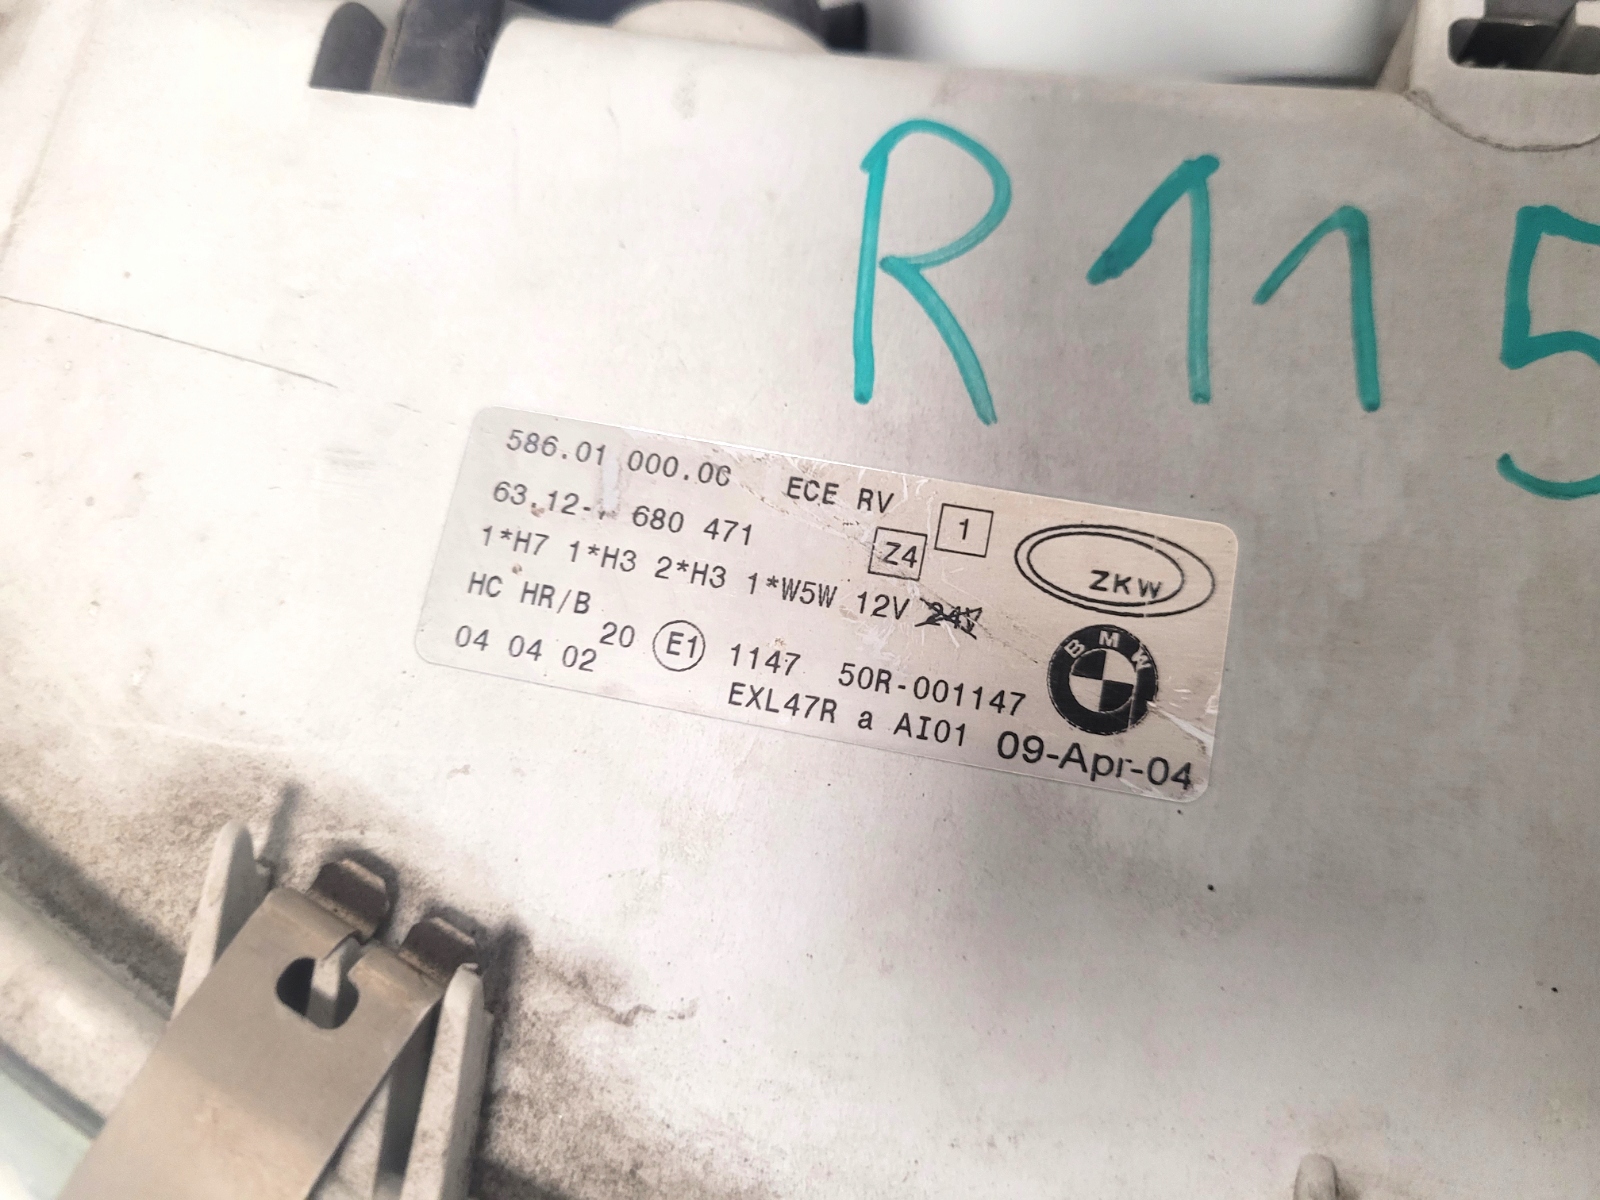 R115
586.01 000.00 ECE RV 1
63.12- 680 471 Z4
1*H7 1*H3 2*H3 1*W5W 12V 24V
ZKW
HC HR/B
04 04 02 20 E1 1147 50R-001147
BMW
EXL47R a AI01 09-Apr-04